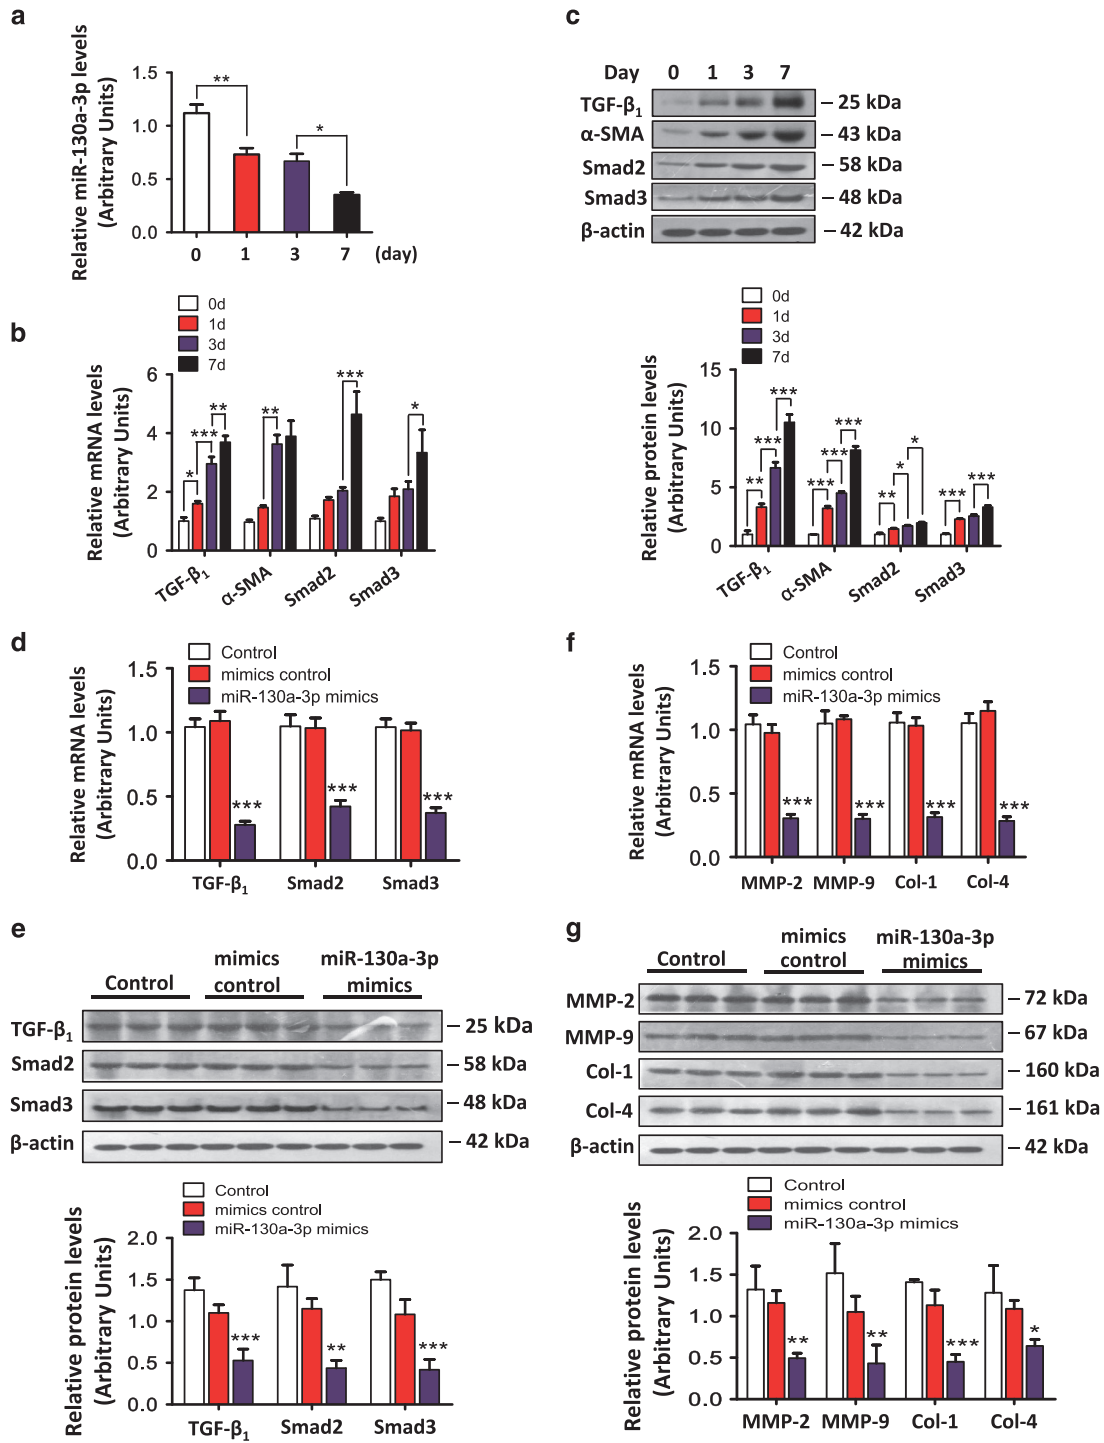 a
Relative miR-130a-3p levels
(Arbitrary Units)
1.5
1.0
0.5
0.0
**
*
0 1 3 7 (day)
b
0d
1d
3d
7d
Relative mRNA levels
(Arbitrary Units)
6
4
2
0
* *** ** ** *** *
TGF-β1 α-SMA Smad2 Smad3
c
Day 0 1 3 7
TGF-β1 – 25 kDa
α-SMA – 43 kDa
Smad2 – 58 kDa
Smad3 – 48 kDa
β-actin – 42 kDa
0d
1d
3d
7d
Relative protein levels
(Arbitrary Units)
15
10
5
0
** *** *** *** *** *** ** * * *** ***
TGF-β1 α-SMA Smad2 Smad3
d
Control
mimics control
miR-130a-3p mimics
Relative mRNA levels
(Arbitrary Units)
1.5
1.0
0.5
0.0
*** *** ***
TGF-β1 Smad2 Smad3
f
Control
mimics control
miR-130a-3p mimics
Relative mRNA levels
(Arbitrary Units)
1.5
1.0
0.5
0.0
*** *** *** ***
MMP-2 MMP-9 Col-1 Col-4
e
Control mimics control miR-130a-3p mimics
TGF-β1 – 25 kDa
Smad2 – 58 kDa
Smad3 – 48 kDa
β-actin – 42 kDa
Control
mimics control
miR-130a-3p mimics
Relative protein levels
(Arbitrary Units)
2.0
1.5
1.0
0.5
0.0
*** ** ***
TGF-β1 Smad2 Smad3
g
Control mimics control miR-130a-3p mimics
MMP-2 – 72 kDa
MMP-9 – 67 kDa
Col-1 – 160 kDa
Col-4 – 161 kDa
β-actin – 42 kDa
Control
mimics control
miR-130a-3p mimics
Relative protein levels
(Arbitrary Units)
2.0
1.5
1.0
0.5
0.0
** ** *** *
MMP-2 MMP-9 Col-1 Col-4